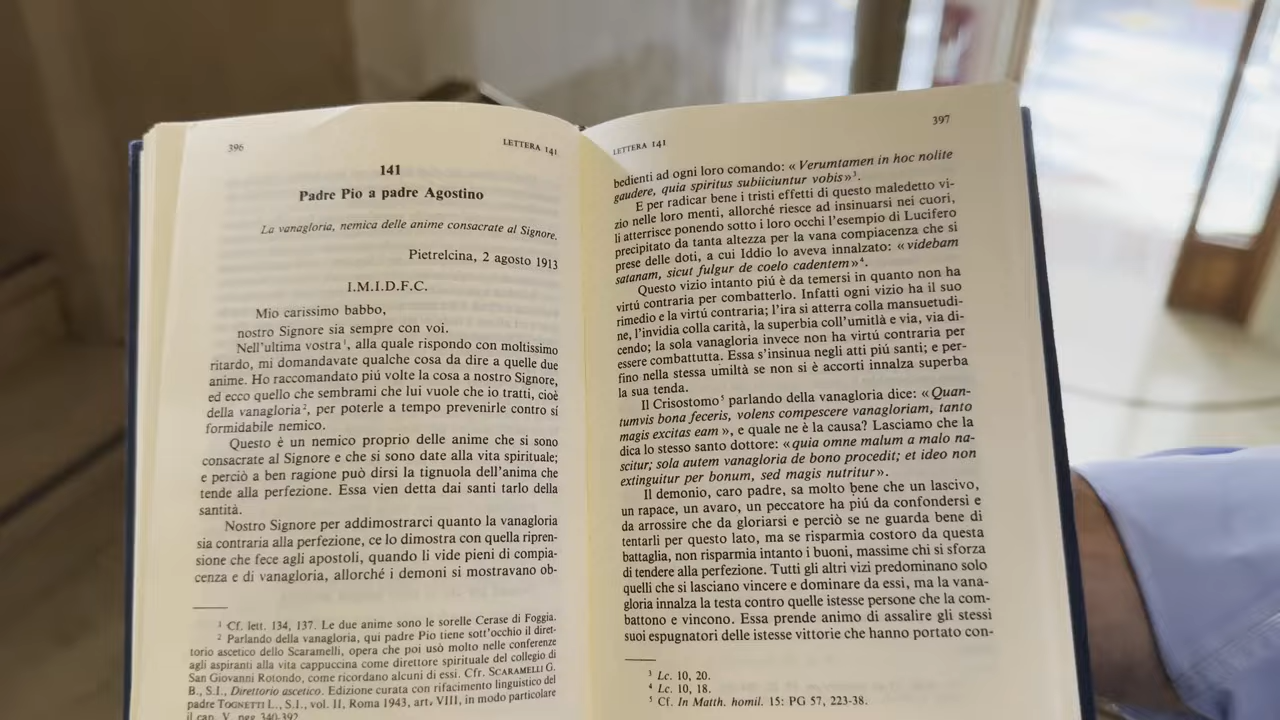 396
LETTERA 141
141
Padre Pio a padre Agostino
La vanagloria, nemica delle anime consacrate al Signore.
Pietrelcina, 2 agosto 1913
I.M.I.D.F.C.
Mio carissimo babbo,
nostro Signore sia sempre con voi.
Nell'ultima vostra¹, alla quale rispondo con moltissimo
ritardo, mi domandavate qualche cosa da dire a quelle due
anime. Ho raccomandato piú volte la cosa a nostro Signore,
ed ecco quello che sembrami che lui vuole che io tratti, cioè
della vanagloria², per poterle a tempo prevenirle contro sí
formidabile nemico.
Questo è un nemico proprio delle anime che si sono
consacrate al Signore e che si sono date alla vita spirituale;
e perciò a ben ragione può dirsi la tignuola dell'anima che
tende alla perfezione. Essa vien detta dai santi tarlo della
santità.
Nostro Signore per addimostrarci quanto la vanagloria
sia contraria alla perfezione, ce lo dimostra con quella ripren-
sione che fece agli apostoli, quando li vide pieni di compia-
cenza e di vanagloria, allorché i demoni si mostravano ob-
¹ Cf. lett. 134, 137. Le due anime sono le sorelle Cerase di Foggia.
² Parlando della vanagloria, qui padre Pio tiene sott'occhio il diret-
torio ascetico dello Scaramelli, opera che poi usò molto nelle conferenze
agli aspiranti alla vita cappuccina come direttore spirituale del collegio di
San Giovanni Rotondo, come ricordano alcuni di essi. Cfr. SCARAMELLI G.
B., S.I., Direttorio ascetico. Edizione curata con rifacimento linguistico del
padre TOGNETTI L., S.I., vol. II, Roma 1943, art. VIII, in modo particolare
il cap. V, pgg 340-392
397
LETTERA 141
bedienti ad ogni loro comando: « Verumtamen in hoc nolite
gaudere, quia spiritus subiiciuntur vobis »³.
E per radicar bene i tristi effetti di questo maledetto vi-
zio nelle loro menti, allorché riesce ad insinuarsi nei cuori,
li atterrisce ponendo sotto i loro occhi l'esempio di Lucifero
precipitato da tanta altezza per la vana compiacenza che si
prese delle doti, a cui Iddio lo aveva innalzato: « videbam
satanam, sicut fulgur de coelo cadentem »⁴.
Questo vizio intanto piú è da temersi in quanto non ha
virtú contraria per combatterlo. Infatti ogni vizio ha il suo
rimedio e la virtú contraria; l'ira si atterra colla mansuetudi-
ne, l'invidia colla carità, la superbia coll'umitlà e via, via di-
cendo; la sola vanagloria invece non ha virtú contraria per
essere combattutta. Essa s'insinua negli atti piú santi; e per-
fino nella stessa umiltà se non si è accorti innalza superba
la sua tenda.
Il Crisostomo⁵ parlando della vanagloria dice: « Quan-
tumvis bona feceris, volens compescere vanagloriam, tanto
magis excitas eam », e quale ne è la causa? Lasciamo che la
dica lo stesso santo dottore: « quia omne malum a malo na-
scitur; sola autem vanagloria de bono procedit; et ideo non
extinguitur per bonum, sed magis nutritur ».
Il demonio, caro padre, sa molto bene che un lascivo,
un rapace, un avaro, un peccatore ha piú da confondersi e
da arrossire che da gloriarsi e perciò se ne guarda bene di
tentarli per questo lato, ma se risparmia costoro da questa
battaglia, non risparmia intanto i buoni, massime chi si sforza
di tendere alla perfezione. Tutti gli altri vizi predominano solo
quelli che si lasciano vincere e dominare da essi, ma la vana-
gloria innalza la testa contro quelle istesse persone che la com-
battono e vincono. Essa prende animo di assalire gli stessi
suoi espugnatori delle istesse vittorie che hanno portato con-
³ Lc. 10, 20.
⁴ Lc. 10, 18.
⁵ Cf. In Matth. homil. 15: PG 57, 223-38.